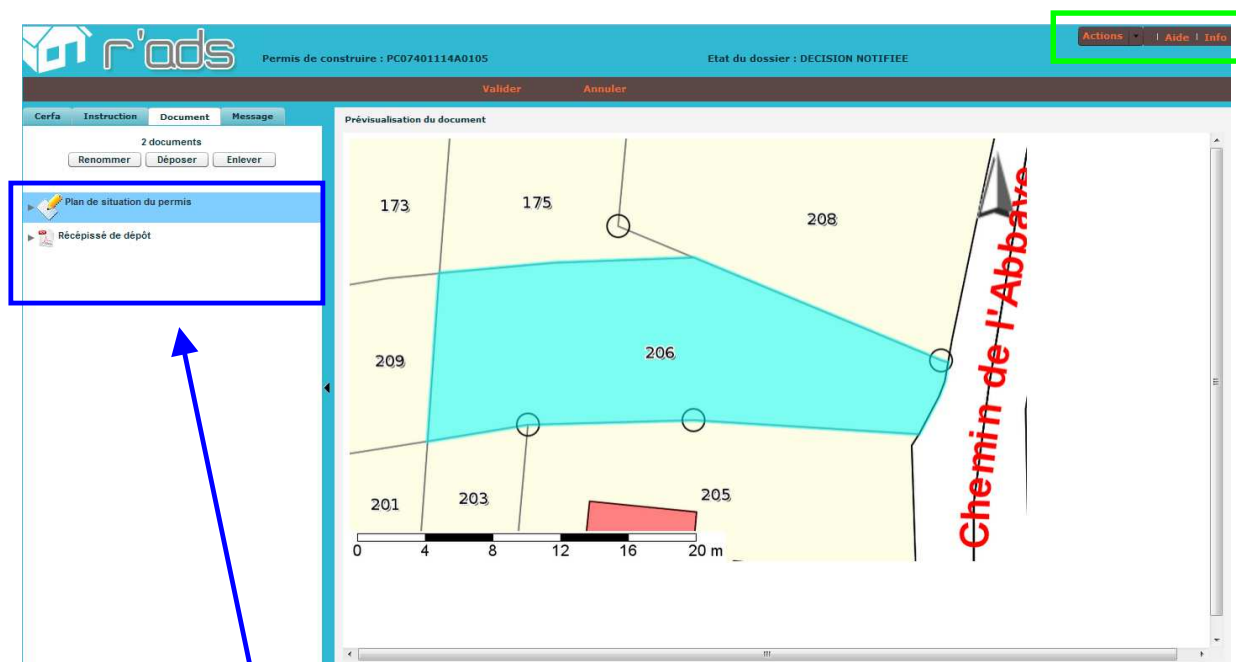 r'ads
Permis de construire : PC07401114A0105
Etat du dossier : DECISION NOTIFIEE
Actions | Aide | Info
Valider Annuler
Cerfa Instruction Document Message
2 documents
Renommer Déposer Enlever
Plan de situation du permis
Récépissé de dépôt
Prévisualisation du document
173
175
208
209
206
201
203
205
0 4 8 12 16 20 m
Chemin de l'Abbaye